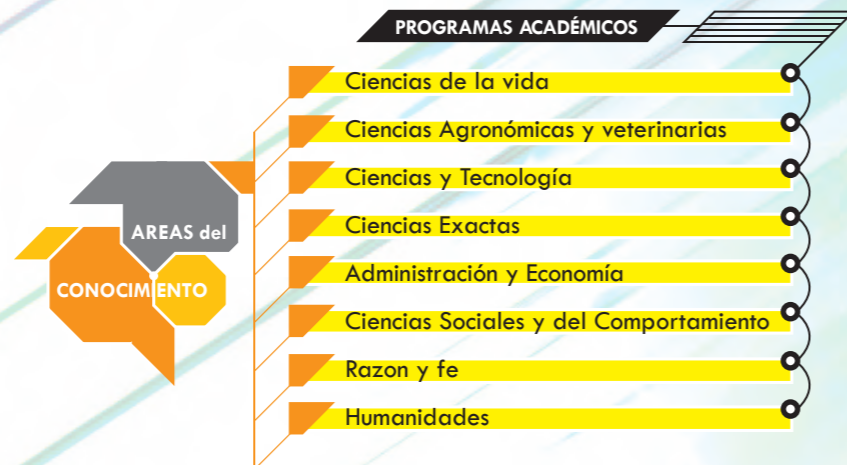 PROGRAMAS ACADÉMICOS
Ciencias de la vida
Ciencias Agronómicas y veterinarias
Ciencias y Tecnología
Ciencias Exactas
Administración y Economía
Ciencias Sociales y del Comportamiento
Razon y fe
Humanidades
AREAS del
CONOCIMIENTO